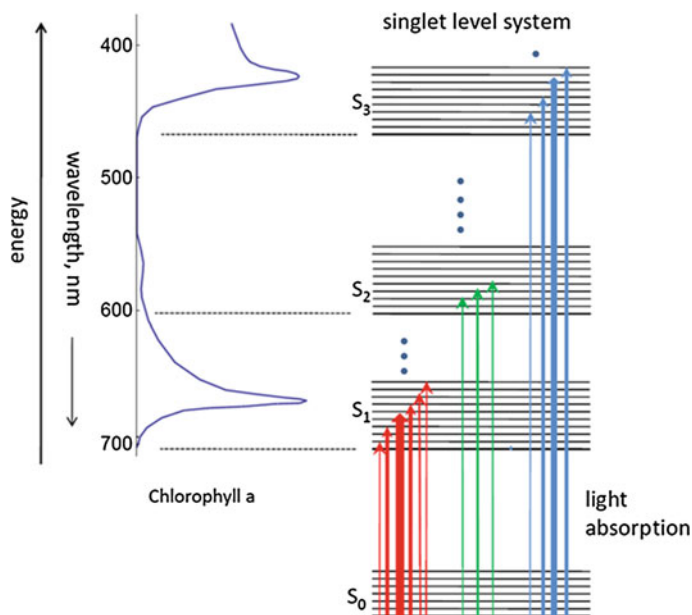 singlet level system
400
500
600
700
energy
wavelength, nm
S3
S2
S1
S0
Chlorophyll a
light
absorption